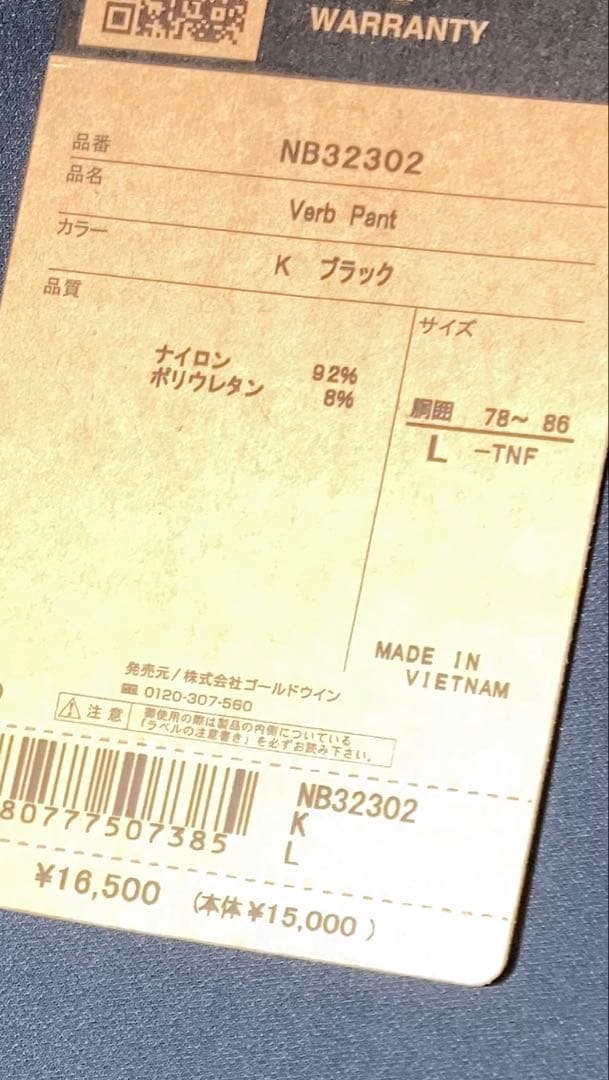 WARRANTY
品番 NB32302
品名 Verb Pant
カラー K ブラック
品質
ナイロン 92%
ポリウレタン 8%
サイズ
胴囲 78~ 86
L -TNF
MADE IN
VIETNAM
発売元/株式会社ゴールドウイン
0120-307-560
注意
御使用の際は製品の内側についている
「ラベルの注意書き」を必ずお読み下さい。
80777507385
NB32302
K
L
¥16,500 (本体¥15,000)